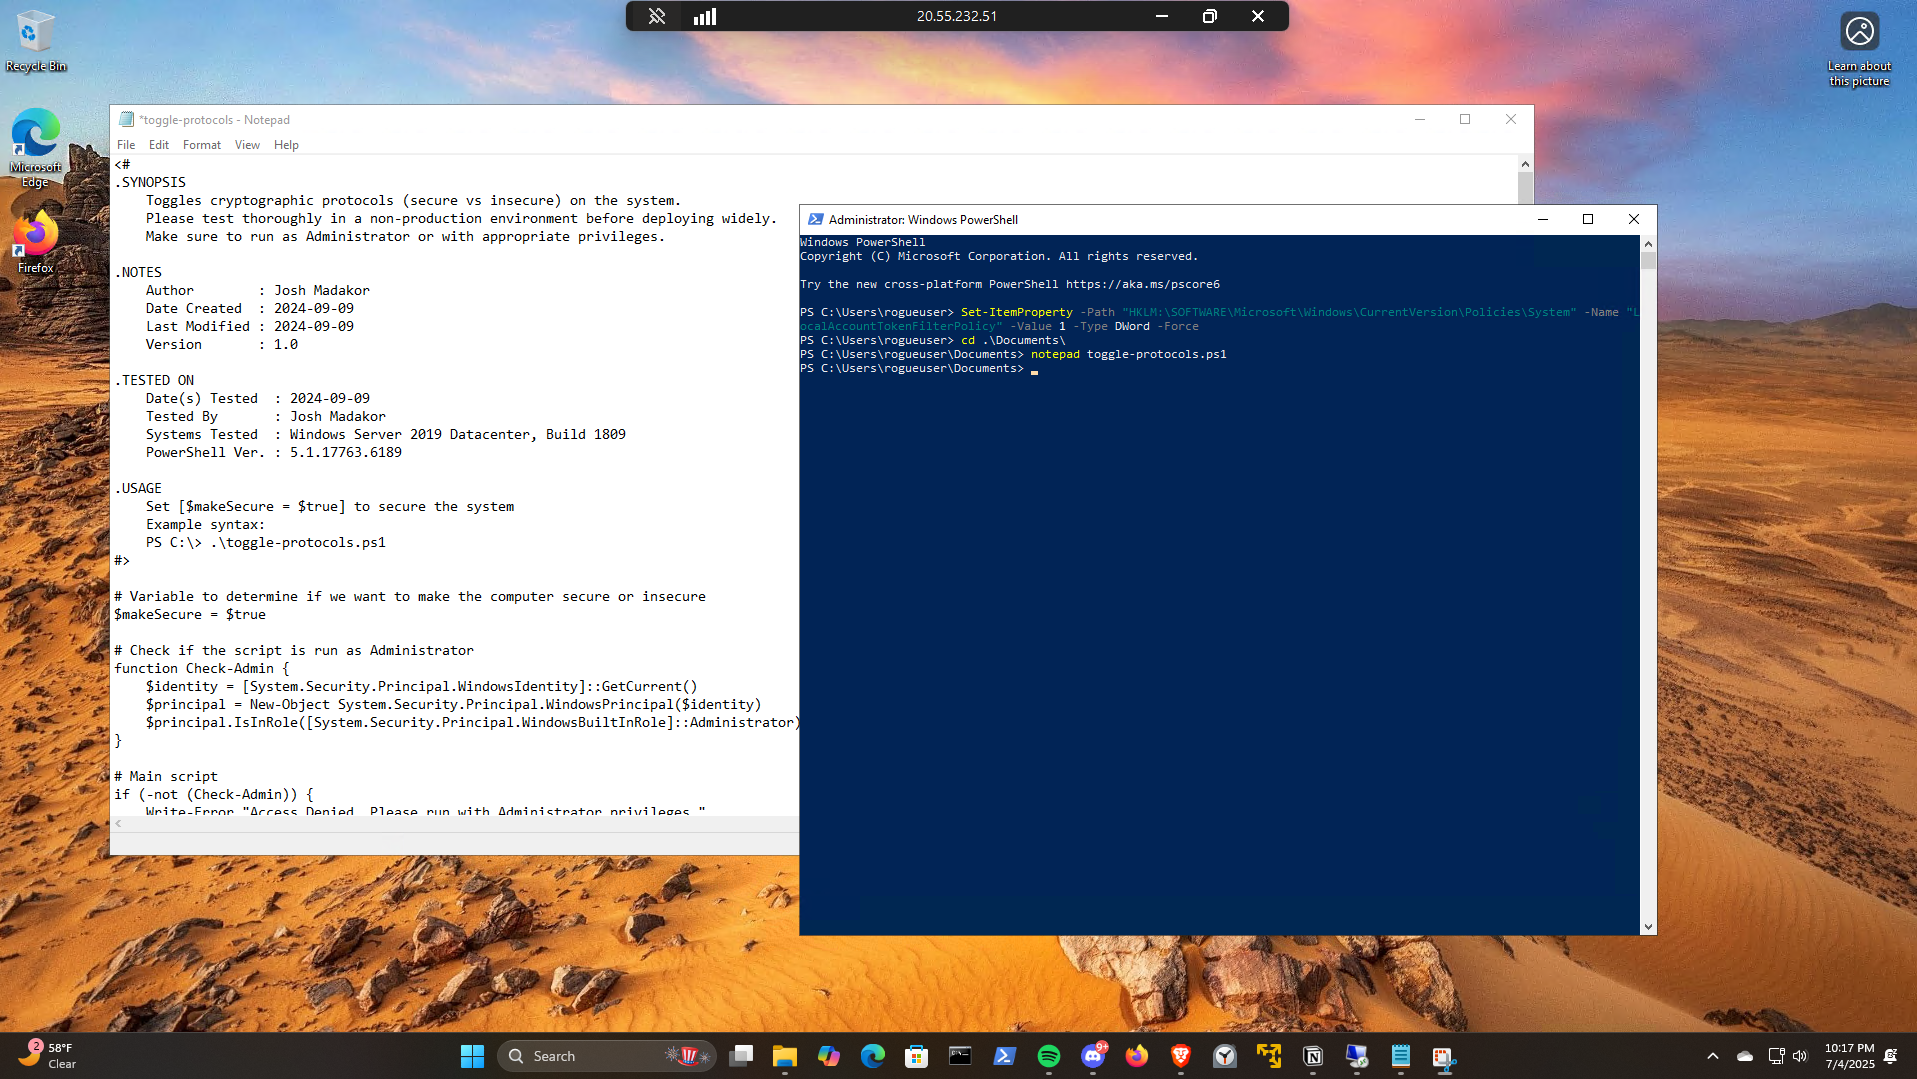 20.55.232.51
Recycle Bin
Learn about
this picture
Microsoft
Edge
Firefox
*toggle-protocols - Notepad
File Edit Format View Help
<#
.SYNOPSIS
    Toggles cryptographic protocols (secure vs insecure) on the system.
    Please test thoroughly in a non-production environment before deploying widely.
    Make sure to run as Administrator or with appropriate privileges.
.NOTES
    Author        : Josh Madakor
    Date Created  : 2024-09-09
    Last Modified : 2024-09-09
    Version       : 1.0
.TESTED ON
    Date(s) Tested  : 2024-09-09
    Tested By       : Josh Madakor
    Systems Tested  : Windows Server 2019 Datacenter, Build 1809
    PowerShell Ver. : 5.1.17763.6189
.USAGE
    Set [$makeSecure = $true] to secure the system
    Example syntax:
    PS C:\> .\toggle-protocols.ps1
#>
# Variable to determine if we want to make the computer secure or insecure
$makeSecure = $true
# Check if the script is run as Administrator
function Check-Admin {
    $identity = [System.Security.Principal.WindowsIdentity]::GetCurrent()
    $principal = New-Object System.Security.Principal.WindowsPrincipal($identity)
    $principal.IsInRole([System.Security.Principal.WindowsBuiltInRole]::Administrator)
}
# Main script
if (-not (Check-Admin)) {
    Write-Error "Access Denied. Please run with Administrator privileges."
Administrator: Windows PowerShell
Windows PowerShell
Copyright (C) Microsoft Corporation. All rights reserved.
Try the new cross-platform PowerShell https://aka.ms/pscore6
PS C:\Users\rogueuser> Set-ItemProperty -Path "HKLM:\SOFTWARE\Microsoft\Windows\CurrentVersion\Policies\System" -Name "L
ocalAccountTokenFilterPolicy" -Value 1 -Type DWord -Force
PS C:\Users\rogueuser> cd .\Documents\
PS C:\Users\rogueuser\Documents> notepad toggle-protocols.ps1
PS C:\Users\rogueuser\Documents>
2
58°F
Clear
Search
9+
10:17 PM
7/4/2025